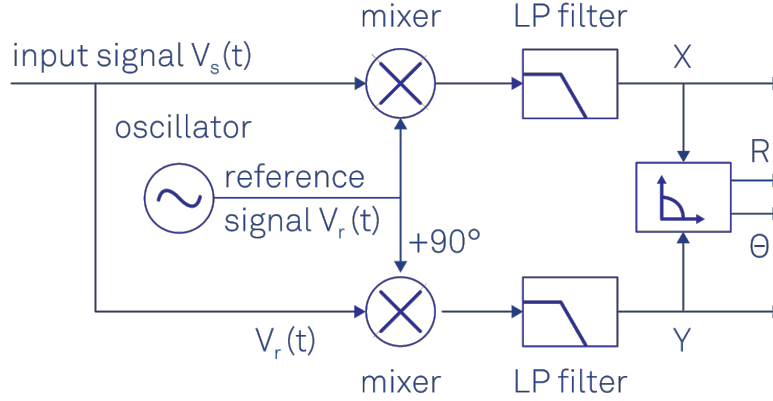 mixer
LP filter
input signal Vₛ(t)
X
oscillator
R
reference
signal Vᵣ(t)
+90°
Θ
Vᵣ(t)
Y
mixer
LP filter